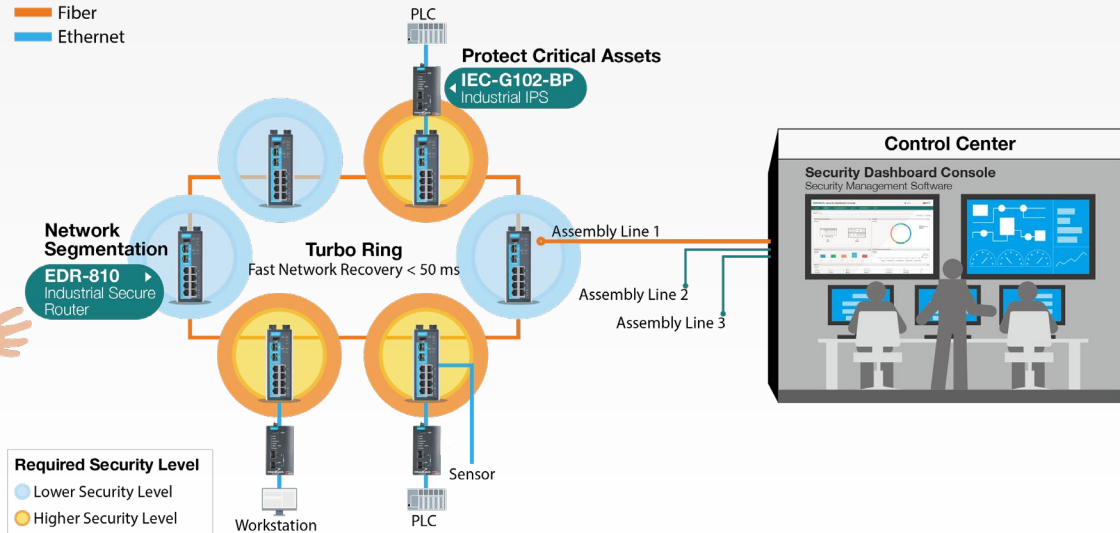 Fiber
Ethernet
PLC
Protect Critical Assets
IEC-G102-BP
Industrial IPS
Control Center
Security Dashboard Console
Security Management Software
Network
Segmentation
EDR-810
Industrial Secure
Router
Turbo Ring
Fast Network Recovery < 50 ms
Assembly Line 1
Assembly Line 2
Assembly Line 3
Required Security Level
Lower Security Level
Higher Security Level
Sensor
Workstation
PLC